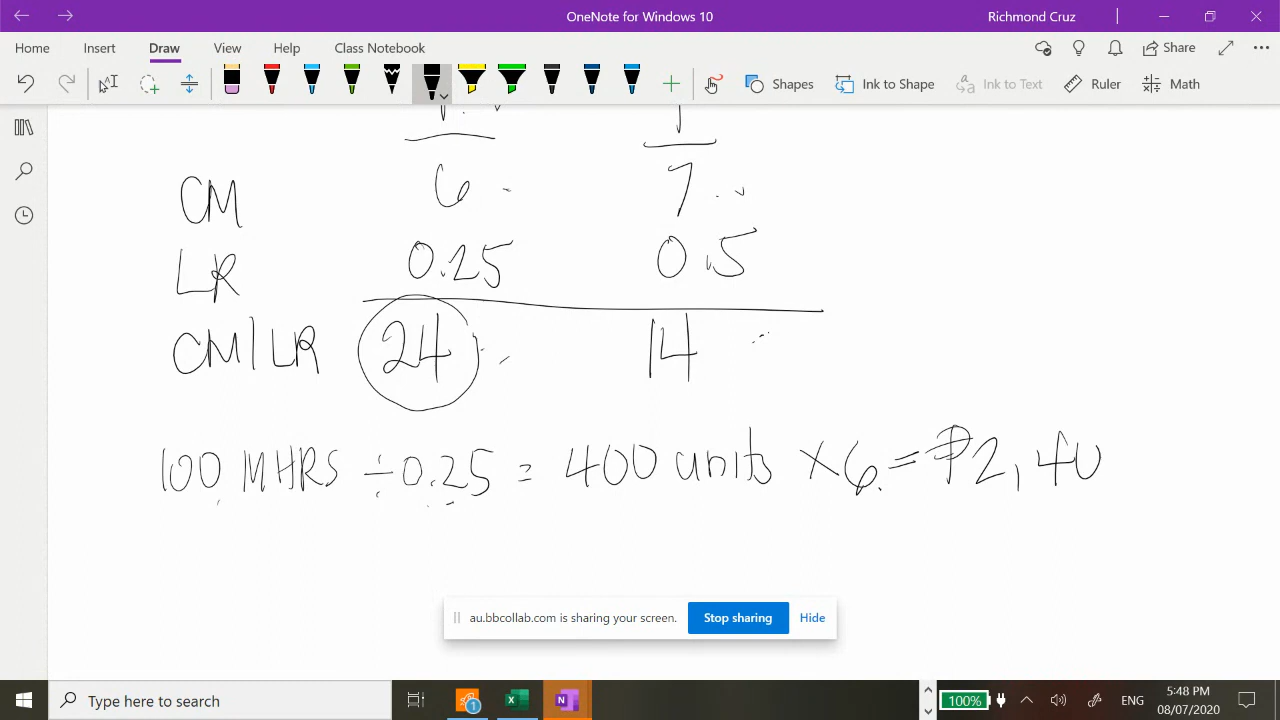 OneNote for Windows 10
Richmond Cruz
Home Insert Draw View Help Class Notebook Share
Shapes Ink to Shape Ink to Text Ruler Math
CM 6 7
LR 0.25 0.5
CM/LR 24 14
100 MHRS ÷ 0.25 = 400 units × 6 = ₱2,40
au.bbcollab.com is sharing your screen. Stop sharing Hide
Type here to search
1
100% ENG 5:48 PM
08/07/2020